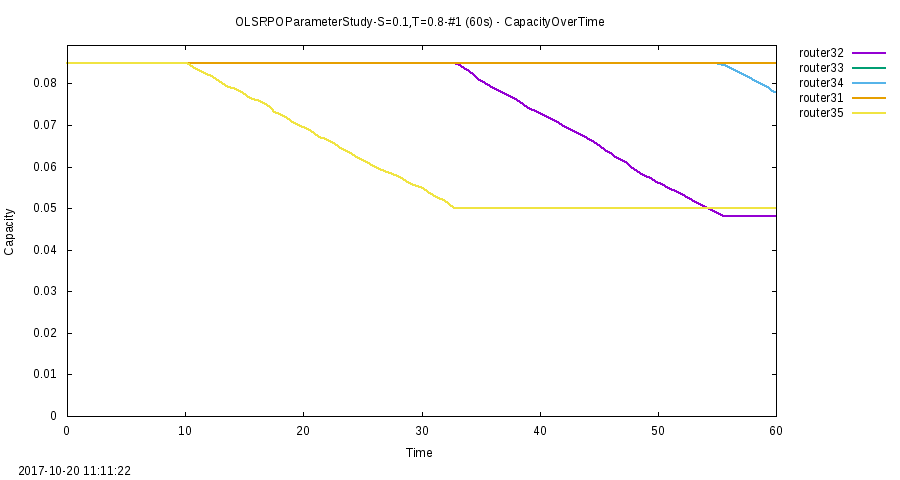 OLSRPOParameterStudy-S=0.1,T=0.8-#1 (60s) - CapacityOverTime
router32
router33
router34
router31
router35
0.08
0.07
0.06
0.05
0.04
0.03
0.02
0.01
0
Capacity
0 10 20 30 40 50 60
Time
2017-10-20 11:11:22